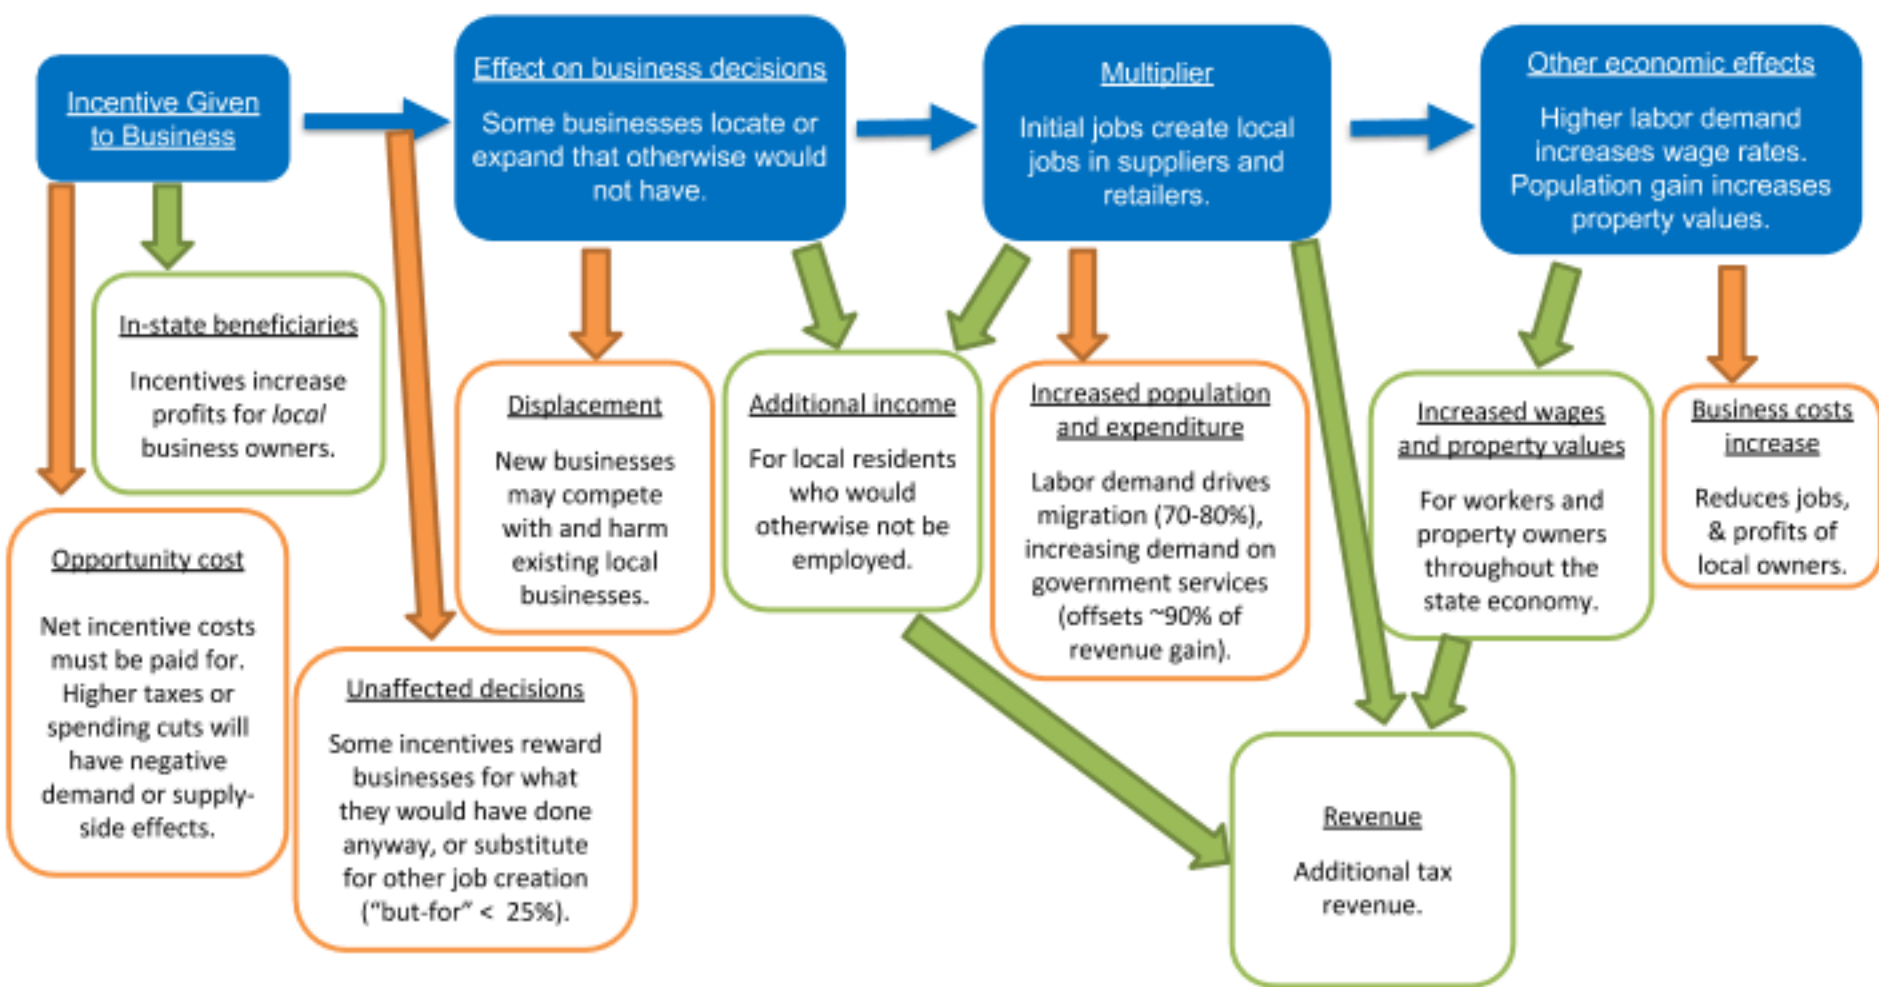 Incentive Given
to Business
Effect on business decisions
Some businesses locate or
expand that otherwise would
not have.
Multiplier
Initial jobs create local
jobs in suppliers and
retailers.
Other economic effects
Higher labor demand
increases wage rates.
Population gain increases
property values.
In-state beneficiaries
Incentives increase
profits for local
business owners.
Opportunity cost
Net incentive costs
must be paid for.
Higher taxes or
spending cuts will
have negative
demand or supply-
side effects.
Unaffected decisions
Some incentives reward
businesses for what
they would have done
anyway, or substitute
for other job creation
(“but-for” < 25%).
Displacement
New businesses
may compete
with and harm
existing local
businesses.
Additional income
For local residents
who would
otherwise not be
employed.
Increased population
and expenditure
Labor demand drives
migration (70-80%),
increasing demand on
government services
(offsets ~90% of
revenue gain).
Increased wages
and property values
For workers and
property owners
throughout the
state economy.
Business costs
increase
Reduces jobs,
& profits of
local owners.
Revenue
Additional tax
revenue.